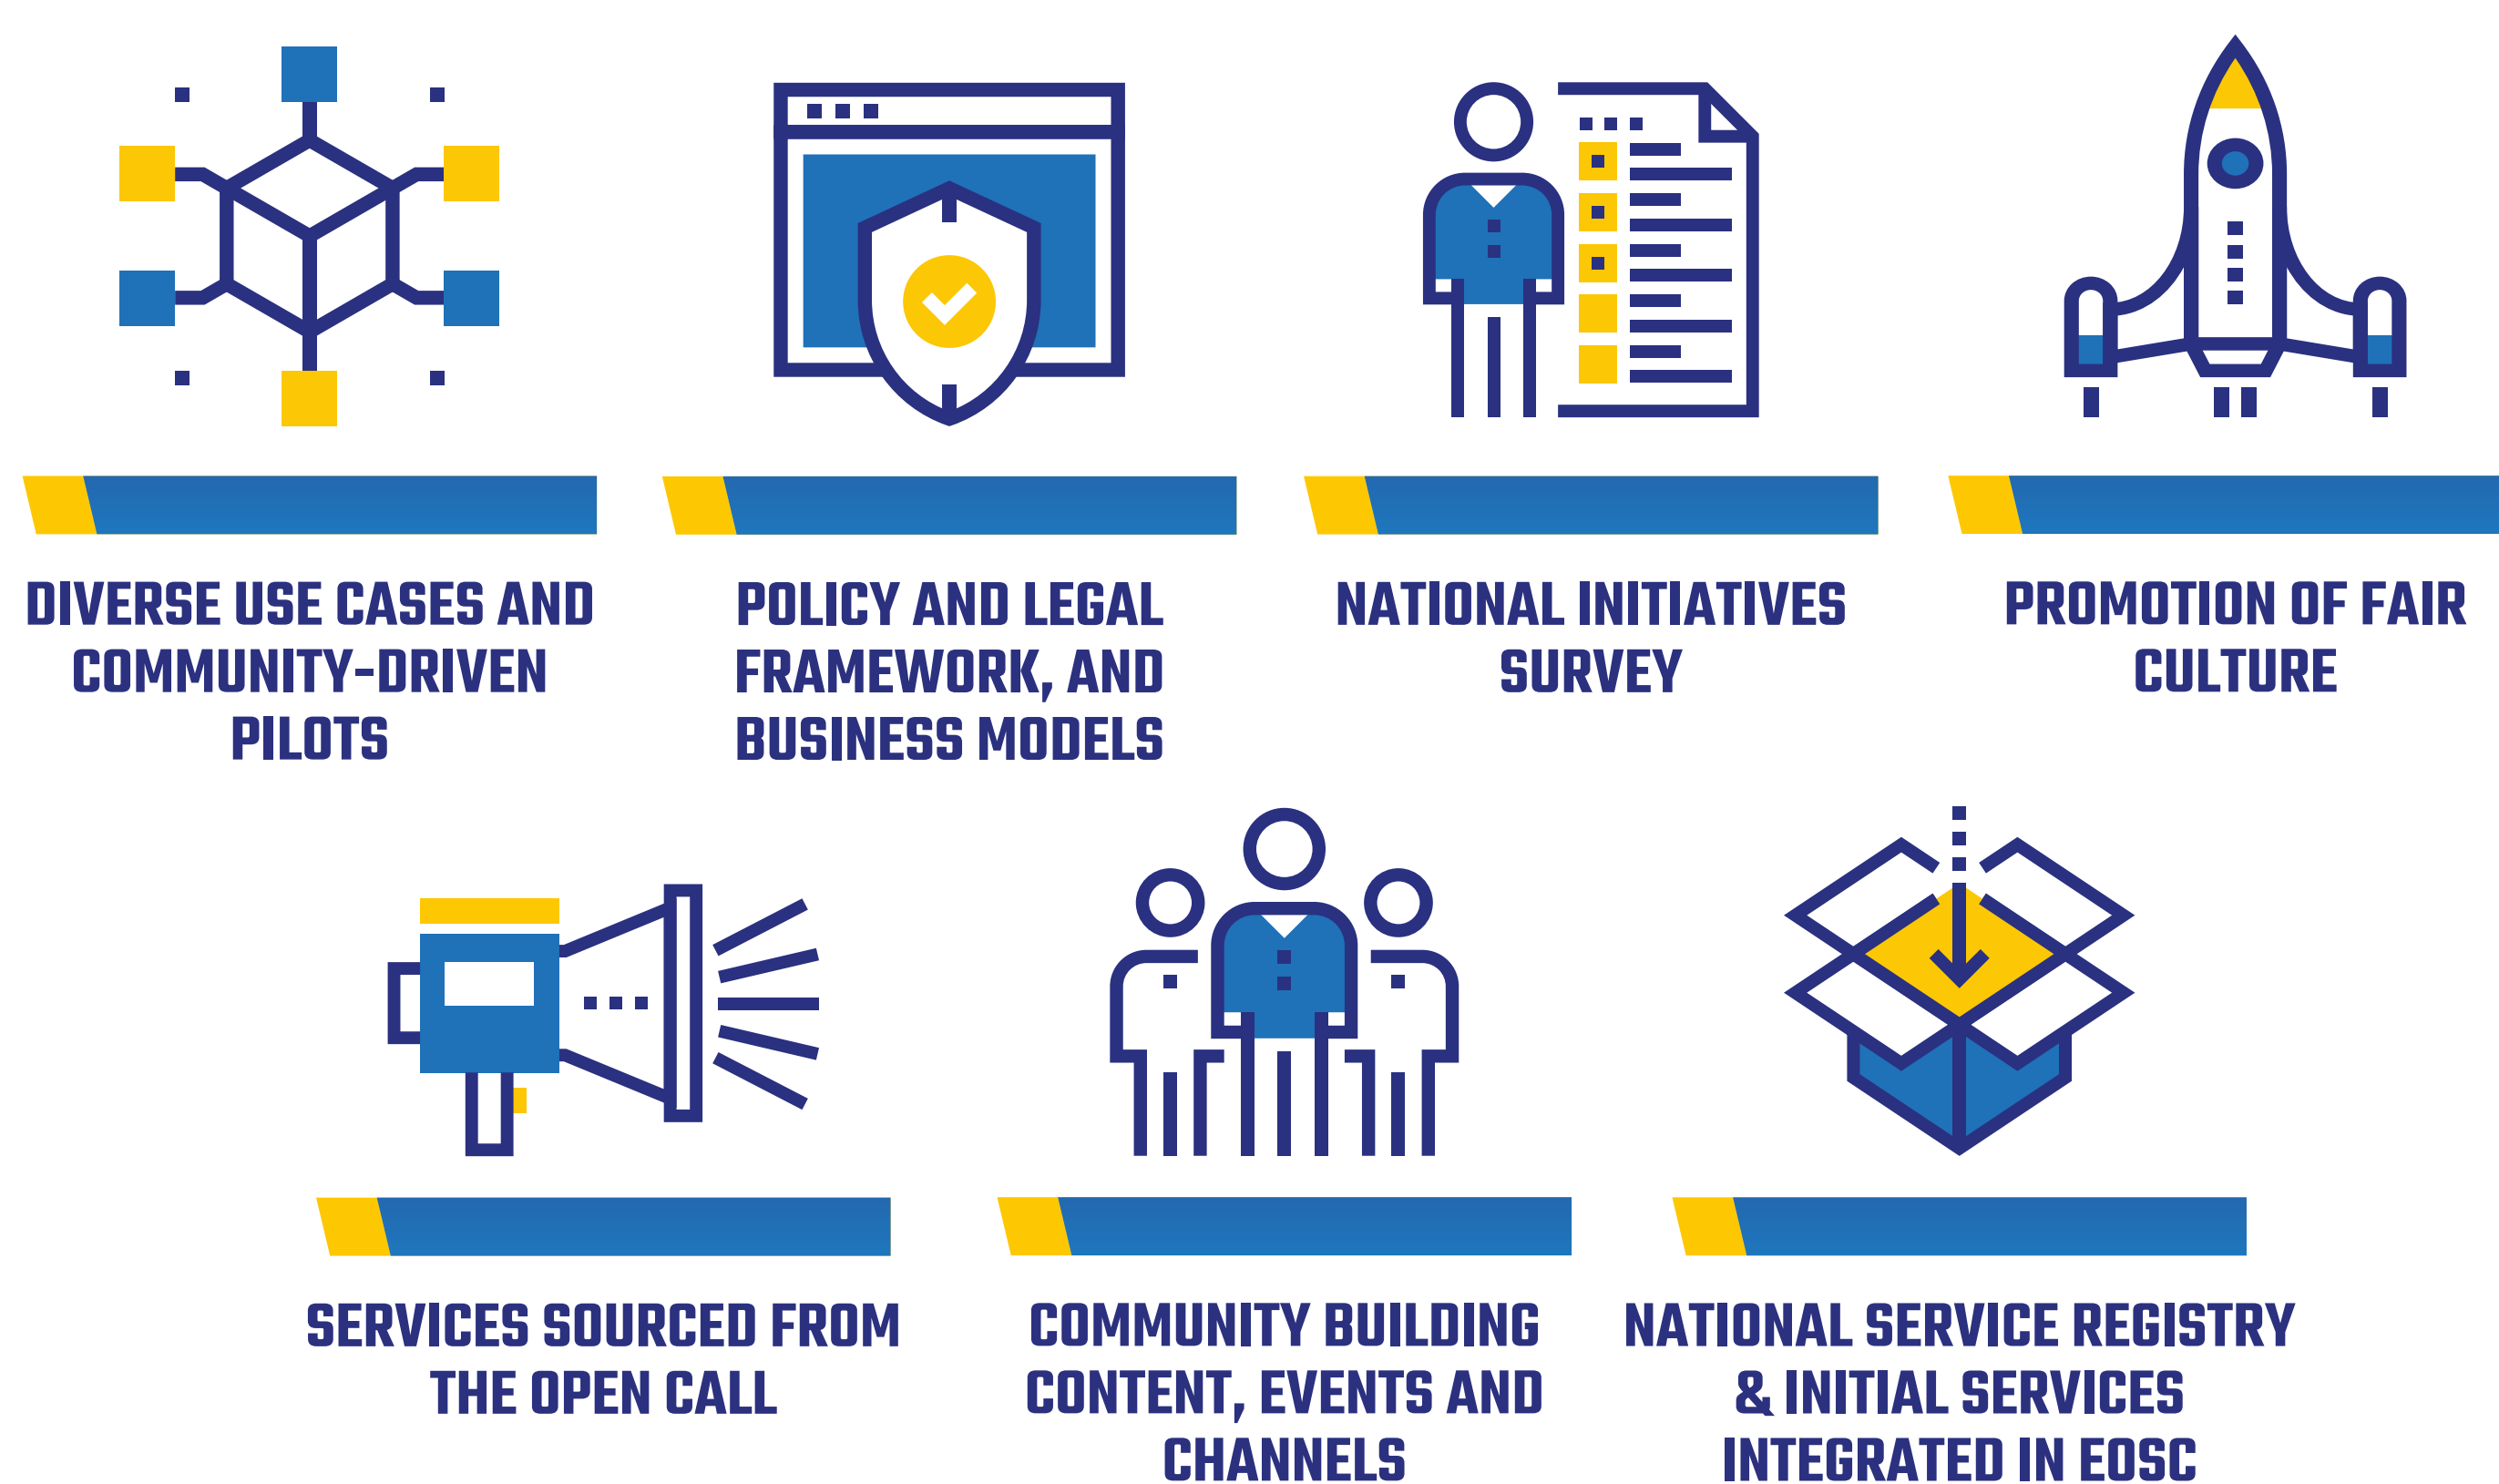 DIVERSE USE CASES AND
COMMUNITY-DRIVEN
PILOTS
POLICY AND LEGAL
FRAMEWORK, AND
BUSINESS MODELS
NATIONAL INITIATIVES
SURVEY
PROMOTION OF FAIR
CULTURE
SERVICES SOURCED FROM
THE OPEN CALL
COMMUNITY BUILDING
CONTENT, EVENTS AND
CHANNELS
NATIONAL SERVICE REGISTRY
& INITIAL SERVICES
INTEGRATED IN EOSC